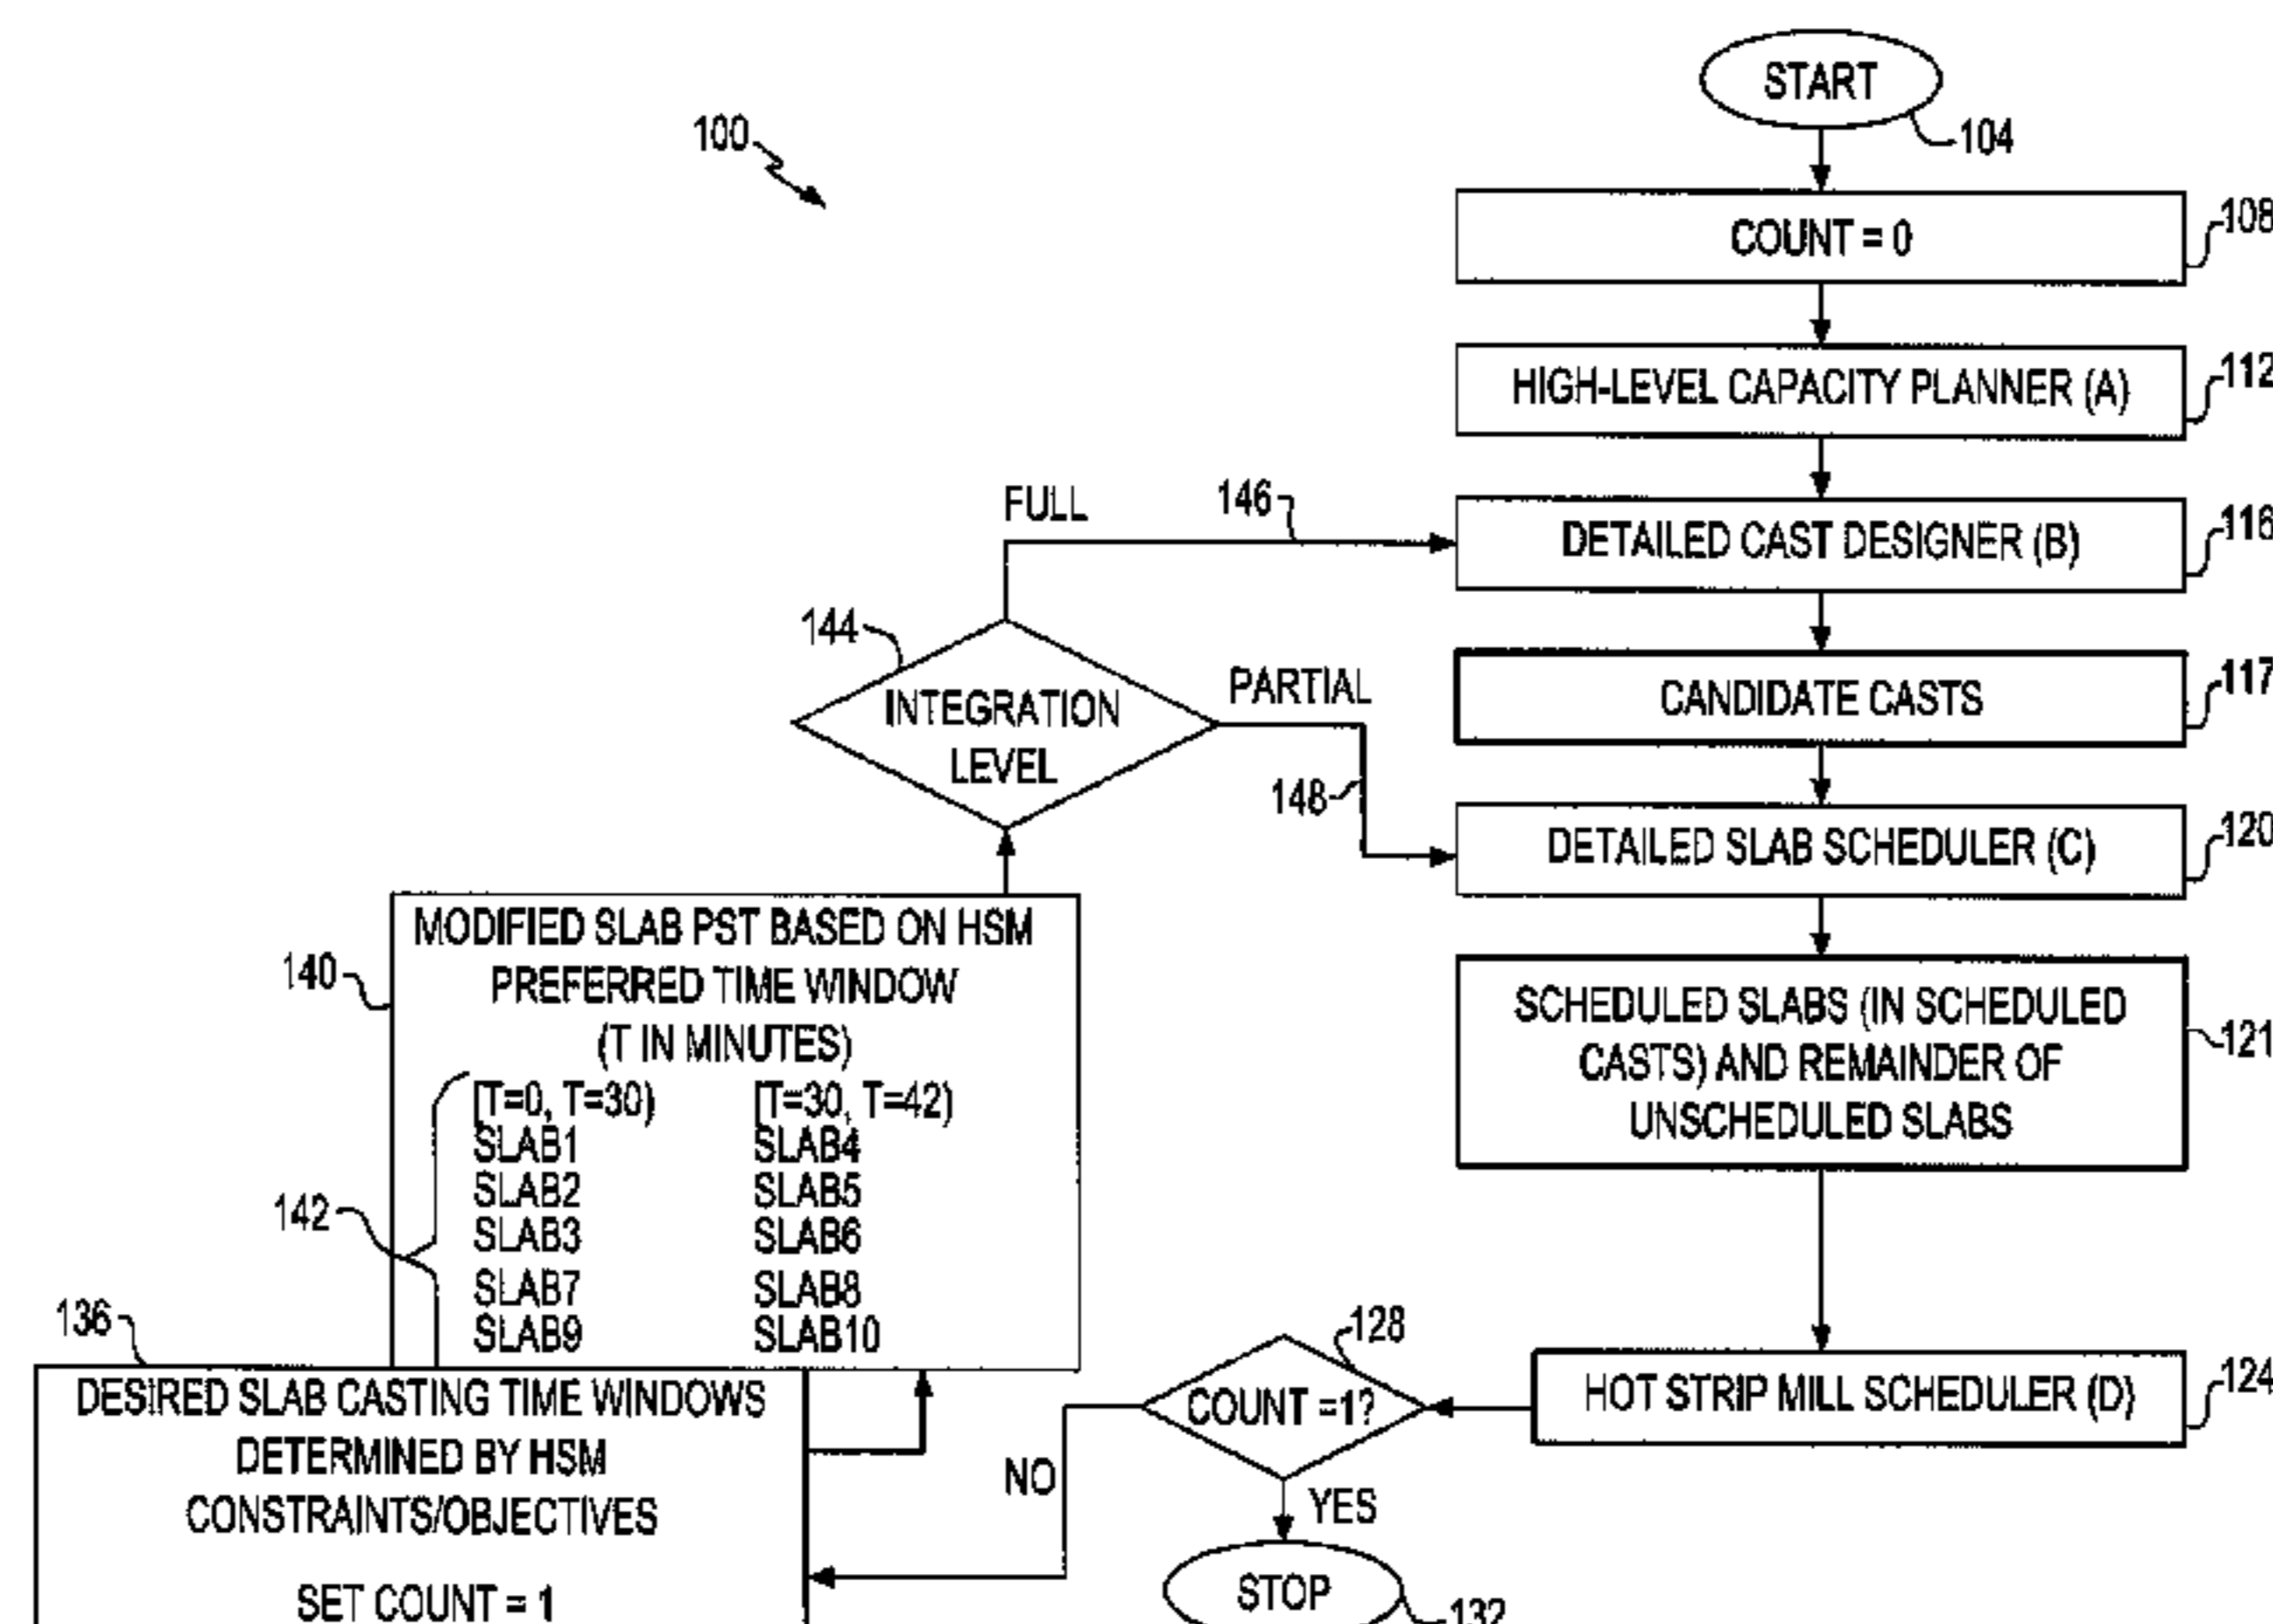 START
100
104
COUNT = 0
108
HIGH-LEVEL CAPACITY PLANNER (A)
112
FULL
146
DETAILED CAST DESIGNER (B)
116
144
INTEGRATION
LEVEL
PARTIAL
CANDIDATE CASTS
117
148
DETAILED SLAB SCHEDULER (C)
120
MODIFIED SLAB PST BASED ON HSM
PREFERRED TIME WINDOW
(T IN MINUTES)
140
[T=0, T=30) [T=30, T=42)
SLAB1 SLAB4
SLAB2 SLAB5
SLAB3 SLAB6
SLAB7 SLAB8
SLAB9 SLAB10
142
SCHEDULED SLABS (IN SCHEDULED
CASTS) AND REMAINDER OF
UNSCHEDULED SLABS
121
136
DESIRED SLAB CASTING TIME WINDOWS
DETERMINED BY HSM
CONSTRAINTS/OBJECTIVES
SET COUNT = 1
128
COUNT =1?
NO
YES
HOT STRIP MILL SCHEDULER (D)
124
STOP
132